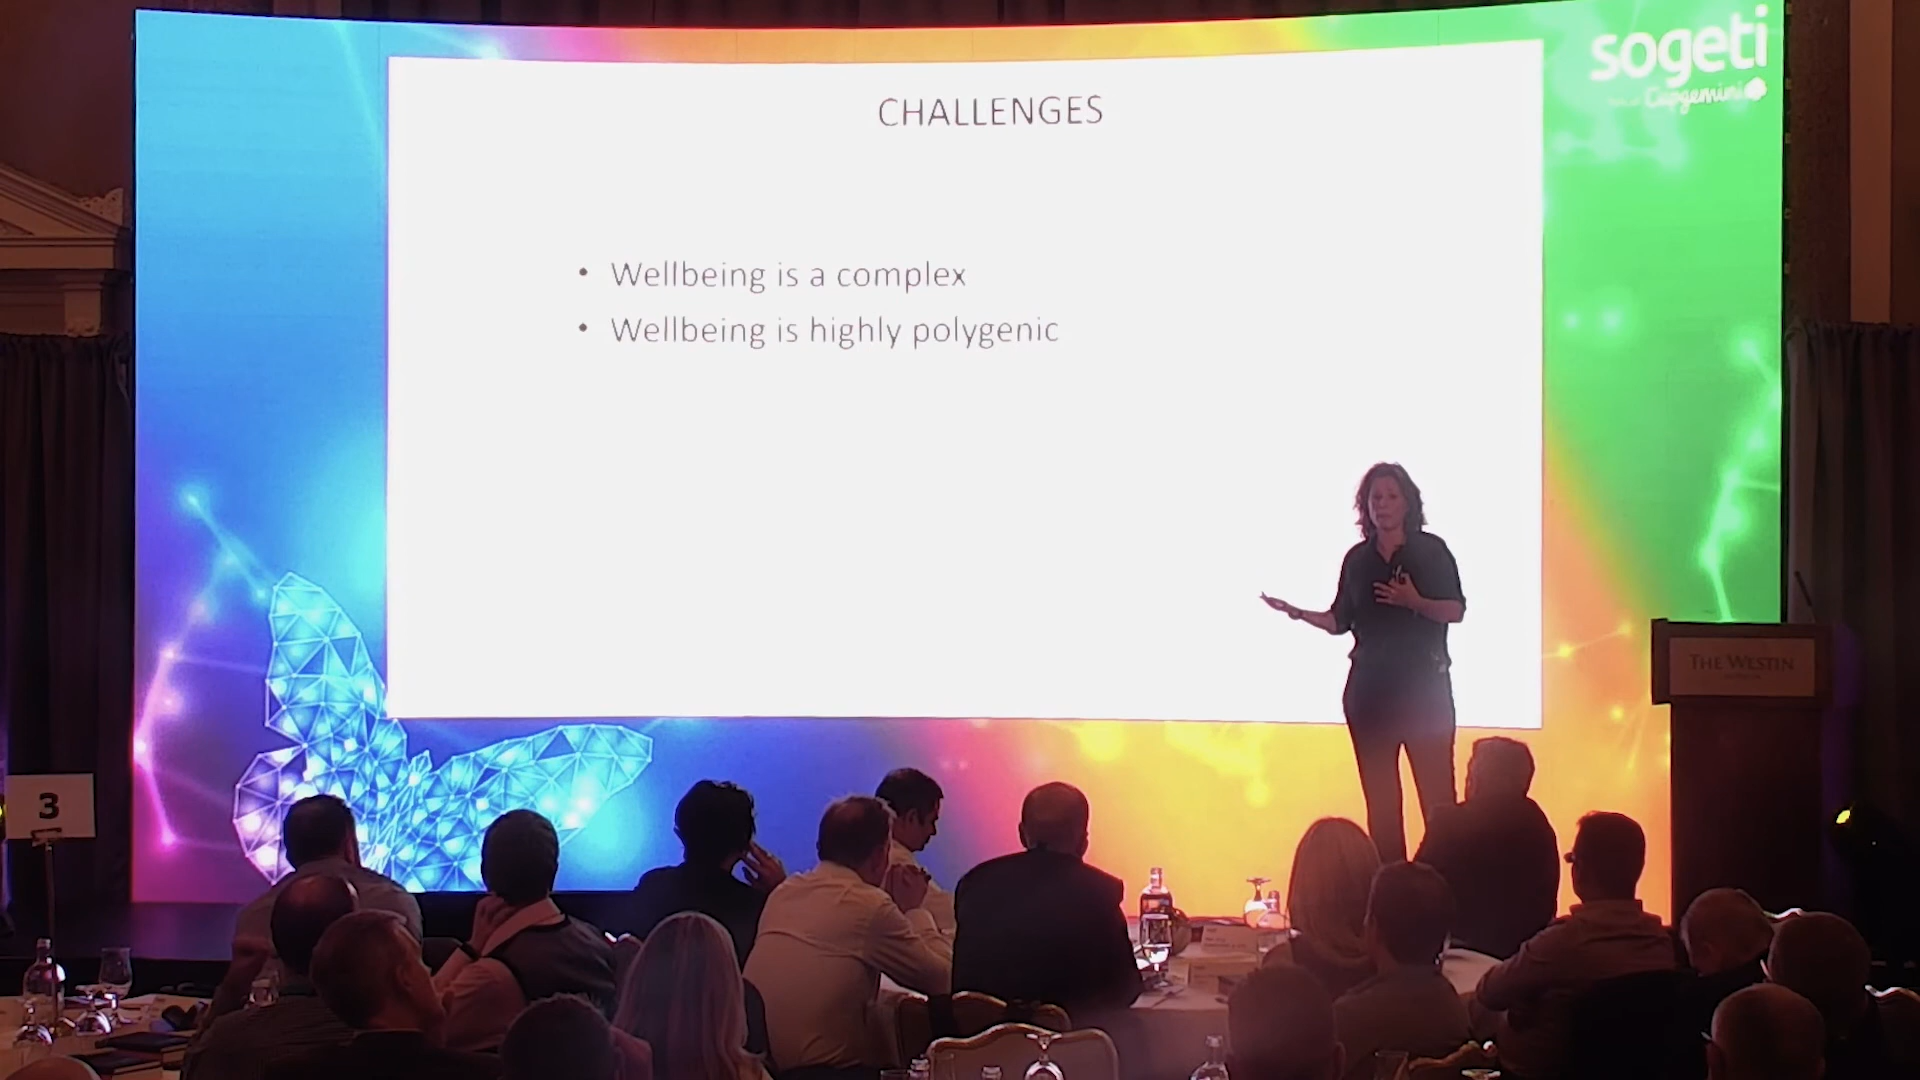 sogeti
Capgemini
CHALLENGES
• Wellbeing is a complex
• Wellbeing is highly polygenic
THE WESTIN
3